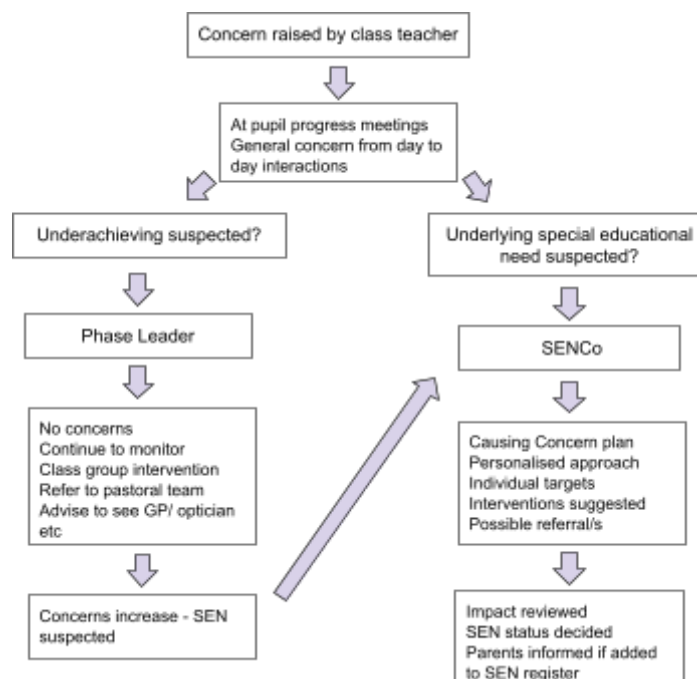 Concern raised by class teacher
At pupil progress meetings
General concern from day to
day interactions
Underachieving suspected?
Underlying special educational
need suspected?
Phase Leader
SENCo
No concerns
Continue to monitor
Class group intervention
Refer to pastoral team
Advise to see GP/ optician
etc
Causing Concern plan
Personalised approach
Individual targets
Interventions suggested
Possible referral/s
Concerns increase - SEN
suspected
Impact reviewed
SEN status decided
Parents informed if added
to SEN register